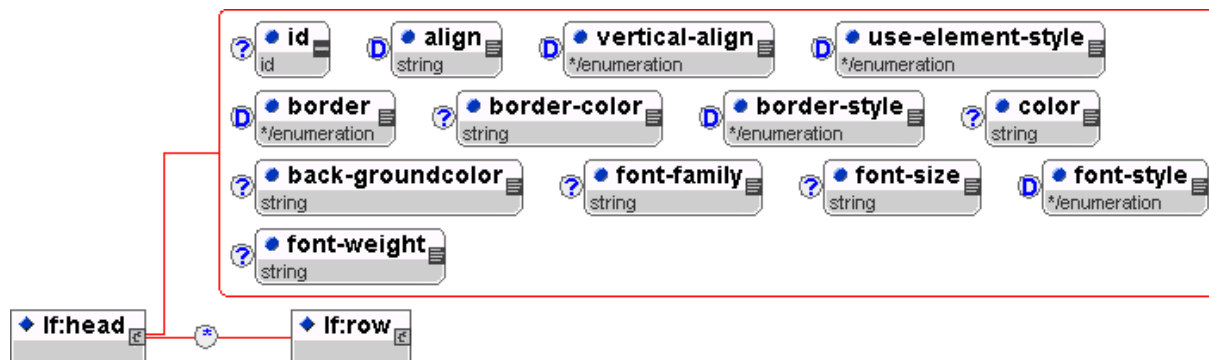 ? id D align D vertical-align D use-element-style
id string */enumeration */enumeration
D border ? border-color D border-style ? color
*/enumeration string */enumeration string
? back-groundcolor ? font-family ? font-size D font-style
string string string */enumeration
? font-weight
string
lf:head * lf:row